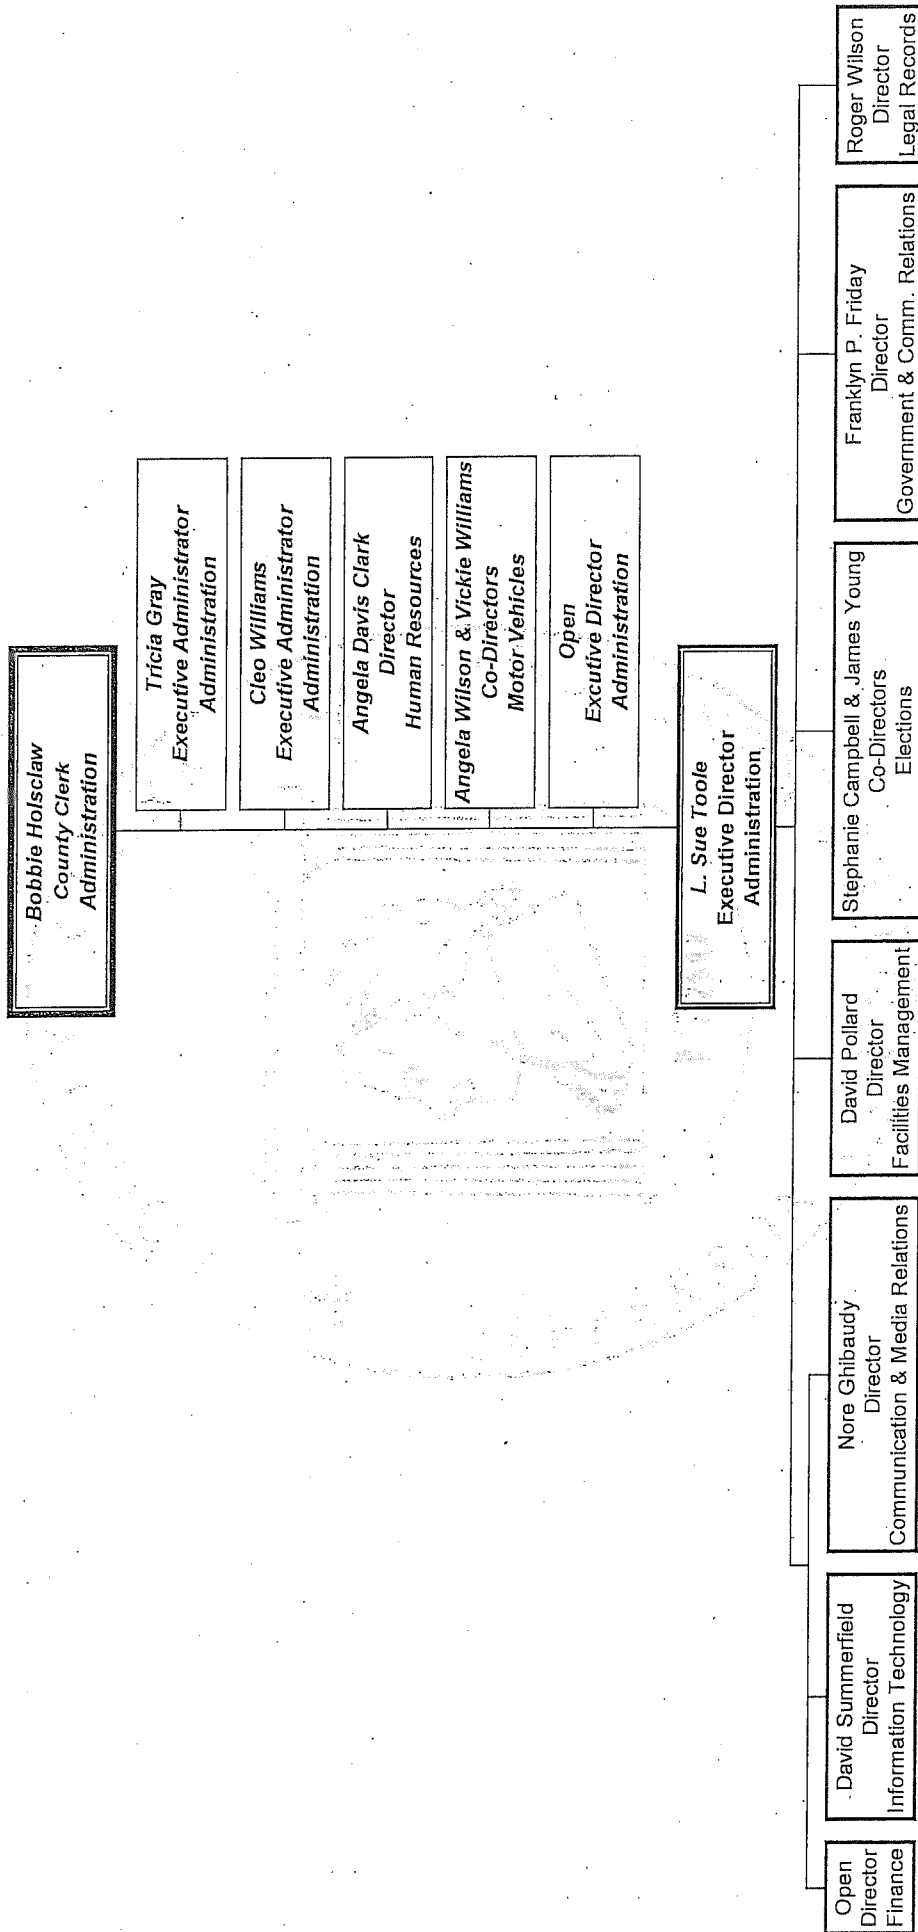 Bobbie Holsclaw
County Clerk
Administration
Tricia Gray
Executive Administrator
Administration
Cleo Williams
Executive Administrator
Administration
Angela Davis Clark
Director
Human Resources
Angela Wilson & Vickie Williams
Co-Directors
Motor Vehicles
Open
Excutive Director
Administration
L. Sue Toole
Executive Director
Administration
Open
Director
Finance
David Summerfield
Director
Information Technology
Nore Ghibaudy
Director
Communication & Media Relations
David Pollard
Director
Facilities Management
Stephanie Campbell & James Young
Co-Directors
Elections
Franklyn P. Friday
Director
Government & Comm. Relations
Roger Wilson
Director
Legal Records